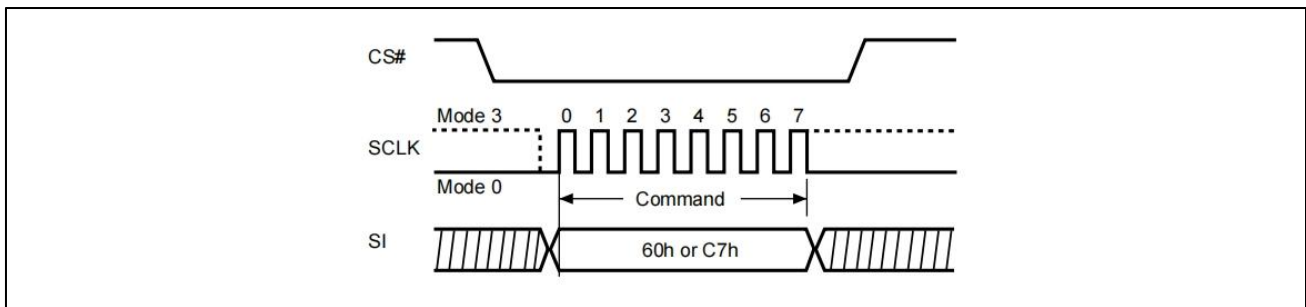 CS#
Mode 3 0 1 2 3 4 5 6 7
SCLK
Mode 0
Command
SI
60h or C7h